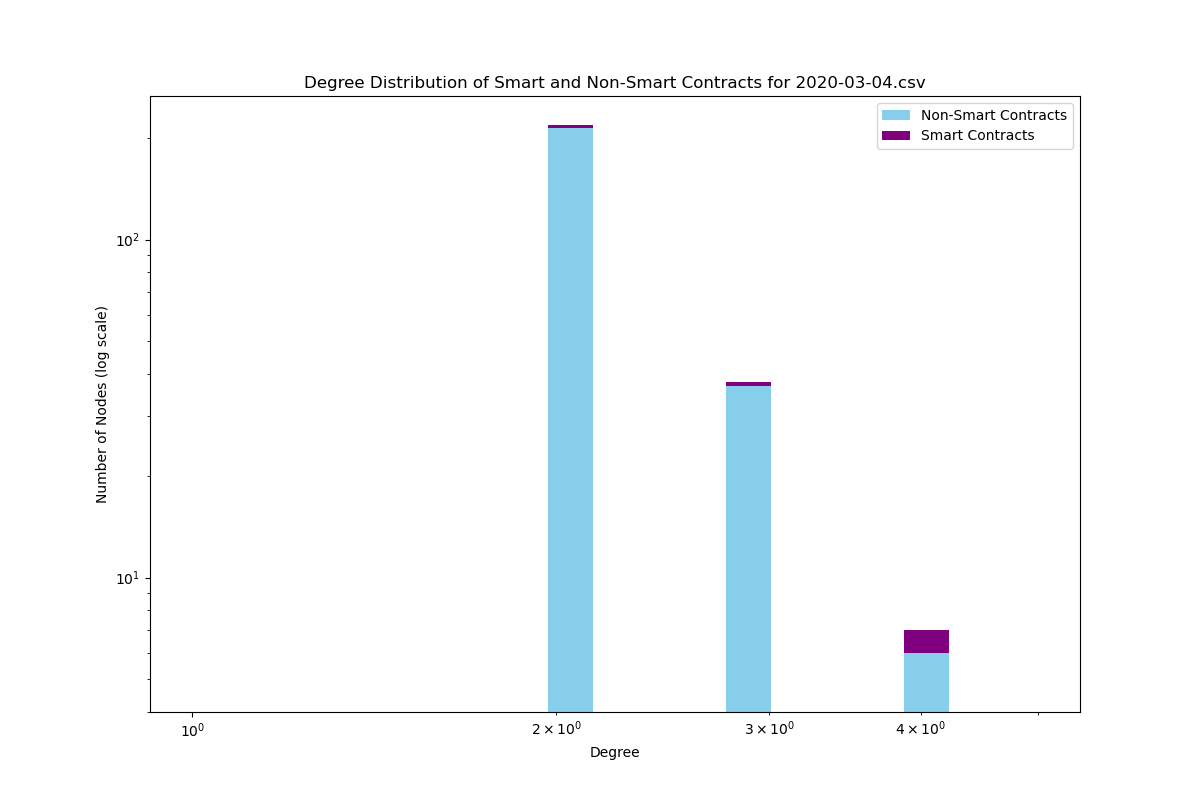 Degree Distribution of Smart and Non-Smart Contracts for 2020-03-04.csv
Non-Smart Contracts
Smart Contracts
Number of Nodes (log scale)
10²
10¹
10⁰
2 × 10⁰
3 × 10⁰
4 × 10⁰
Degree